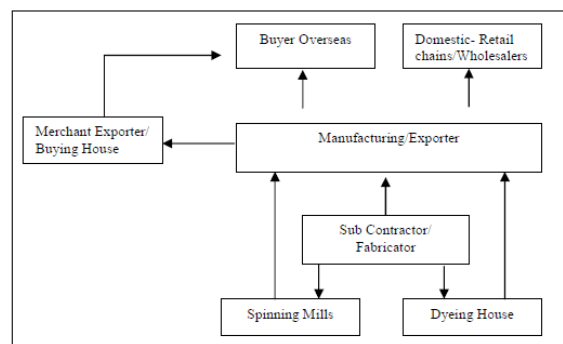 Buyer Overseas
Domestic- Retail
chains/Wholesalers
Merchant Exporter/
Buying House
Manufacturing/Exporter
Sub Contractor/
Fabricator
Spinning Mills
Dyeing House